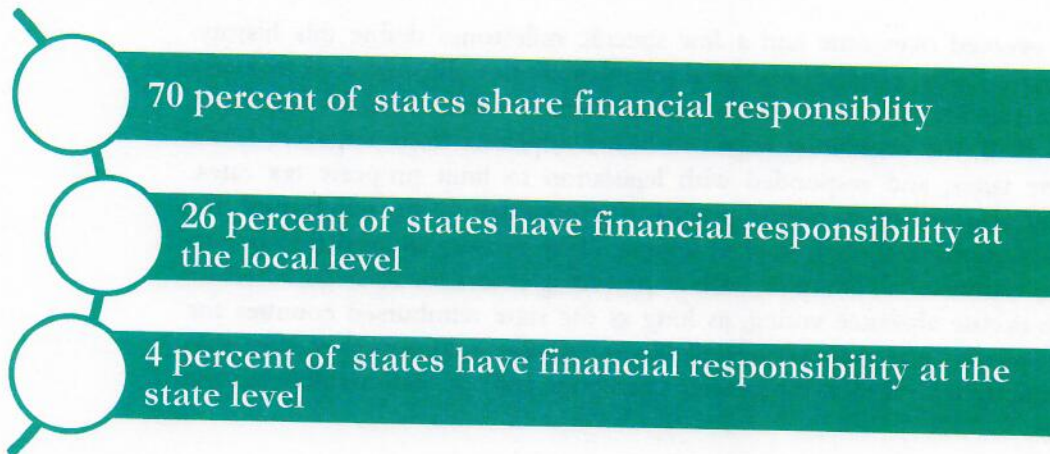 70 percent of states share financial responsiblity
26 percent of states have financial responsibility at
the local level
4 percent of states have financial responsibility at the
state level